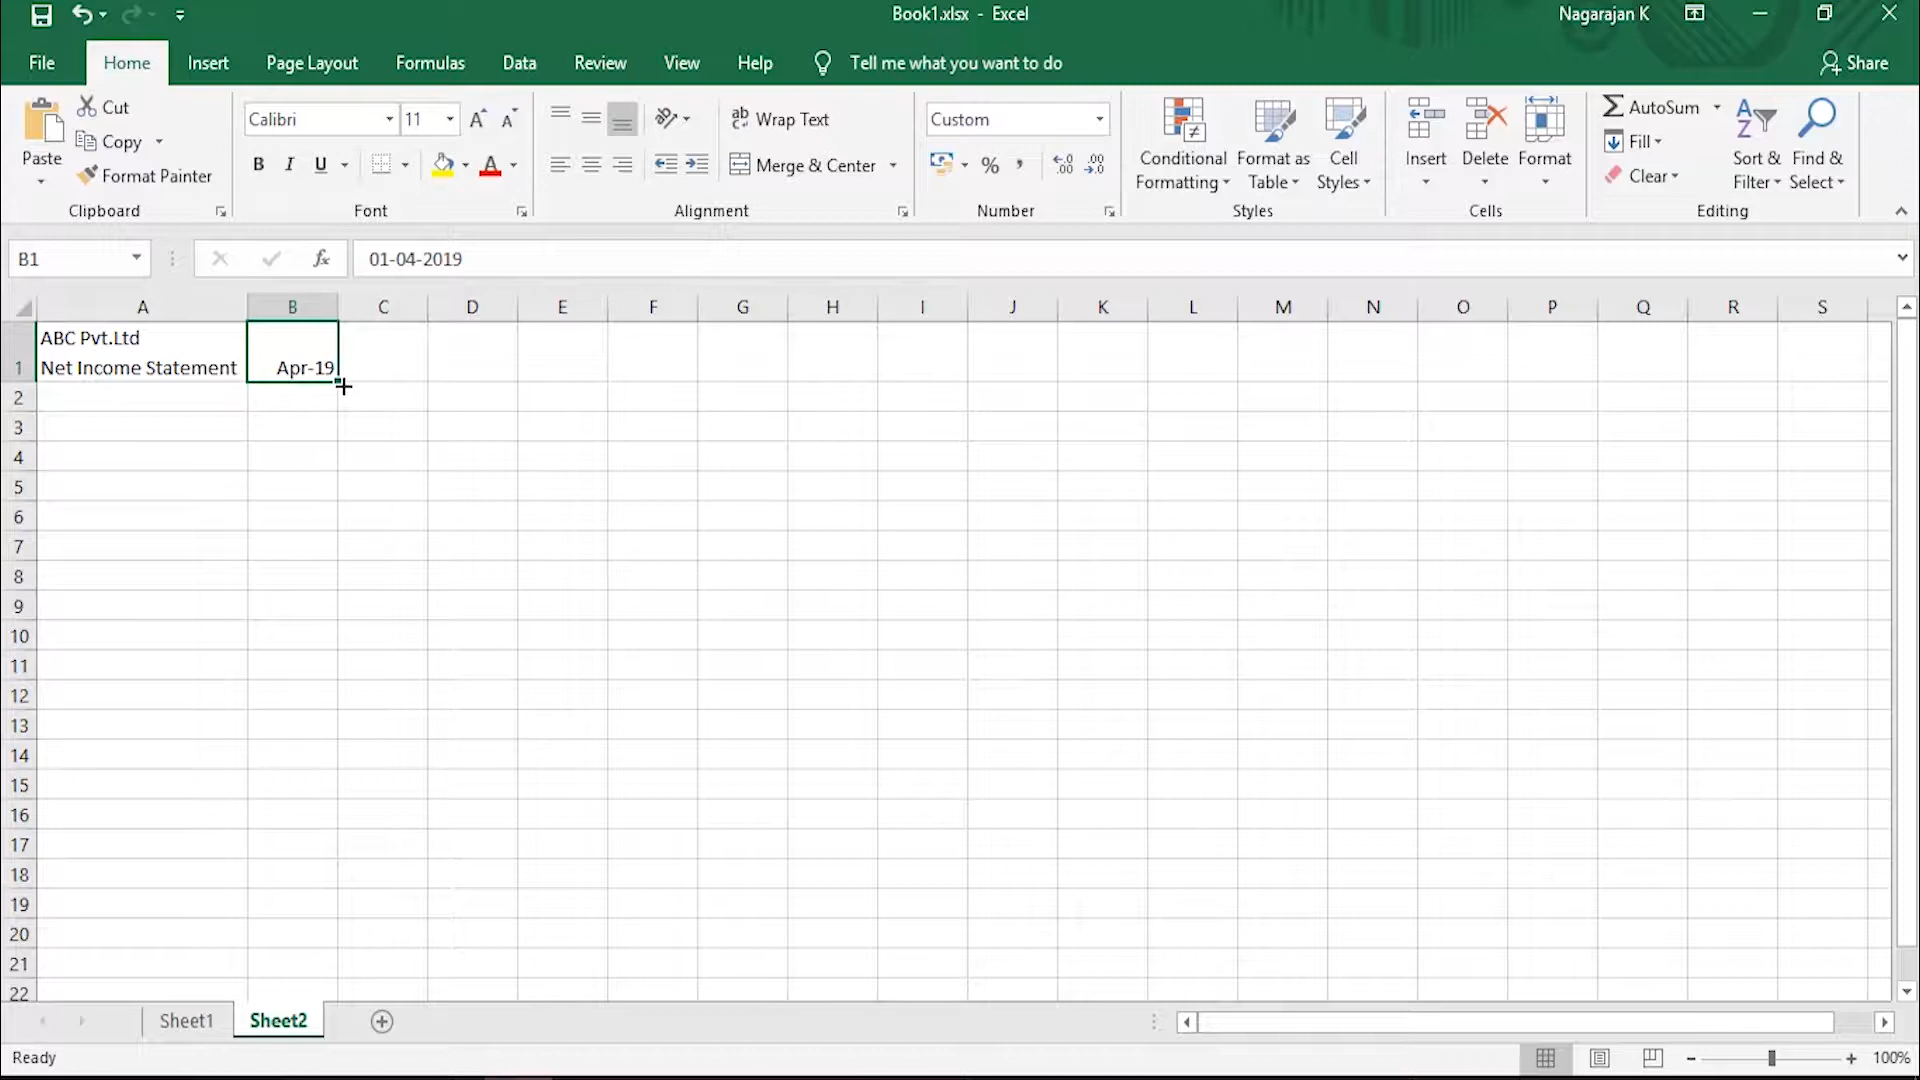 Book1.xlsx - Excel
Nagarajan K
File Home Insert Page Layout Formulas Data Review View Help Tell me what you want to do Share
Paste
Cut
Copy
Format Painter
Clipboard
Calibri 11
A A
B I U A
Font
ab Wrap Text
Merge & Center
Alignment
Custom
% ,
Number
Conditional Formatting
Format as Table
Cell Styles
Styles
Insert Delete Format
Cells
AutoSum
Fill
Clear
Sort & Filter
Find & Select
Editing
B1 fx 01-04-2019
A B C D E F G H I J K L M N O P Q R S
ABC Pvt.Ltd
1 Net Income Statement Apr-19
2
3
4
5
6
7
8
9
10
11
12
13
14
15
16
17
18
19
20
21
22
Sheet1 Sheet2
Ready 100%